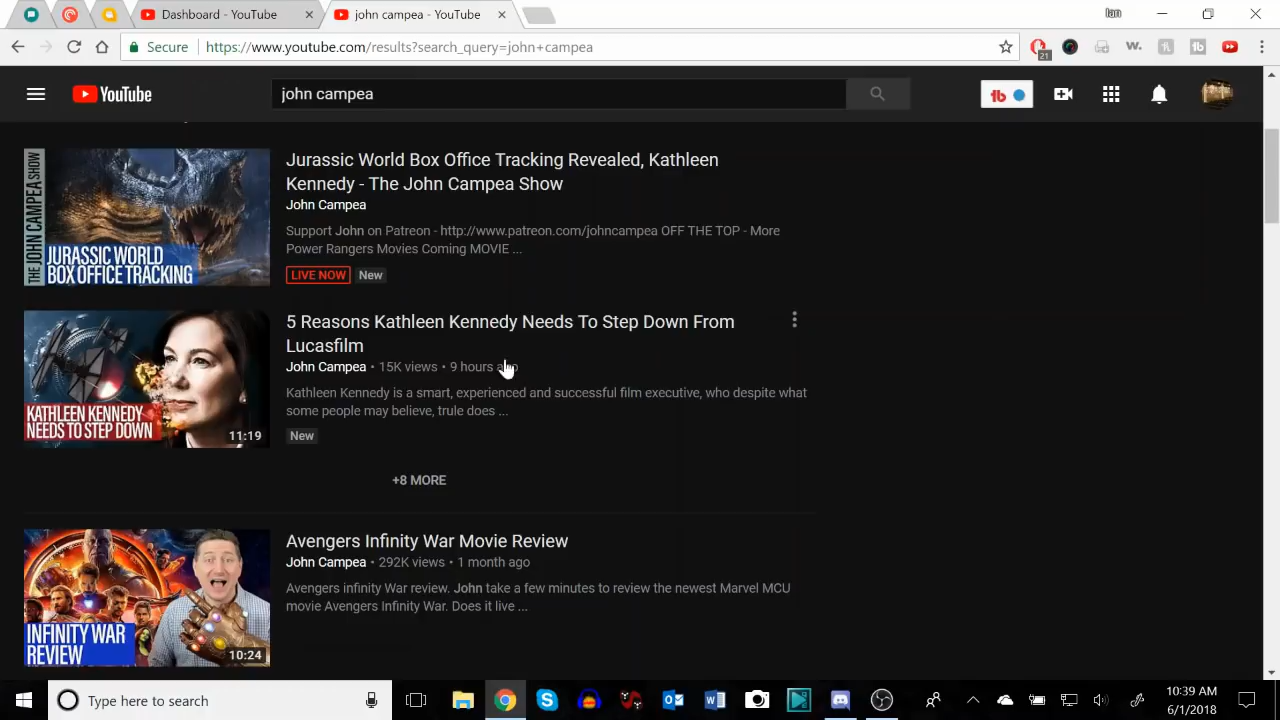 Dashboard - YouTube
john campea - YouTube
Secure
https://www.youtube.com/results?search_query=john+campea
21
YouTube
john campea
THE JOHN CAMPEA SHOW
JURASSIC WORLD
BOX OFFICE TRACKING
Jurassic World Box Office Tracking Revealed, Kathleen
Kennedy - The John Campea Show
John Campea
Support John on Patreon - http://www.patreon.com/johncampea OFF THE TOP - More
Power Rangers Movies Coming MOVIE ...
LIVE NOW New
KATHLEEN KENNEDY
NEEDS TO STEP DOWN
11:19
5 Reasons Kathleen Kennedy Needs To Step Down From
Lucasfilm
John Campea • 15K views • 9 hours
Kathleen Kennedy is a smart, experienced and successful film executive, who despite what
some people may believe, trule does ...
New
+8 MORE
INFINITY WAR
REVIEW
10:24
Avengers Infinity War Movie Review
John Campea • 292K views • 1 month ago
Avengers infinity War review. John take a few minutes to review the newest Marvel MCU
movie Avengers Infinity War. Does it live ...
Type here to search
10:39 AM
6/1/2018